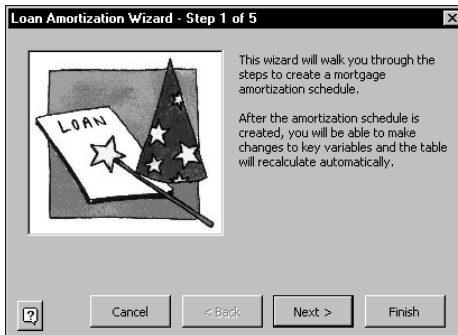 Loan Amortization Wizard - Step 1 of 5
LOAN
This wizard will walk you through the
steps to create a mortgage
amortization schedule.
After the amortization schedule is
created, you will be able to make
changes to key variables and the table
will recalculate automatically.
Cancel
< Back
Next >
Finish